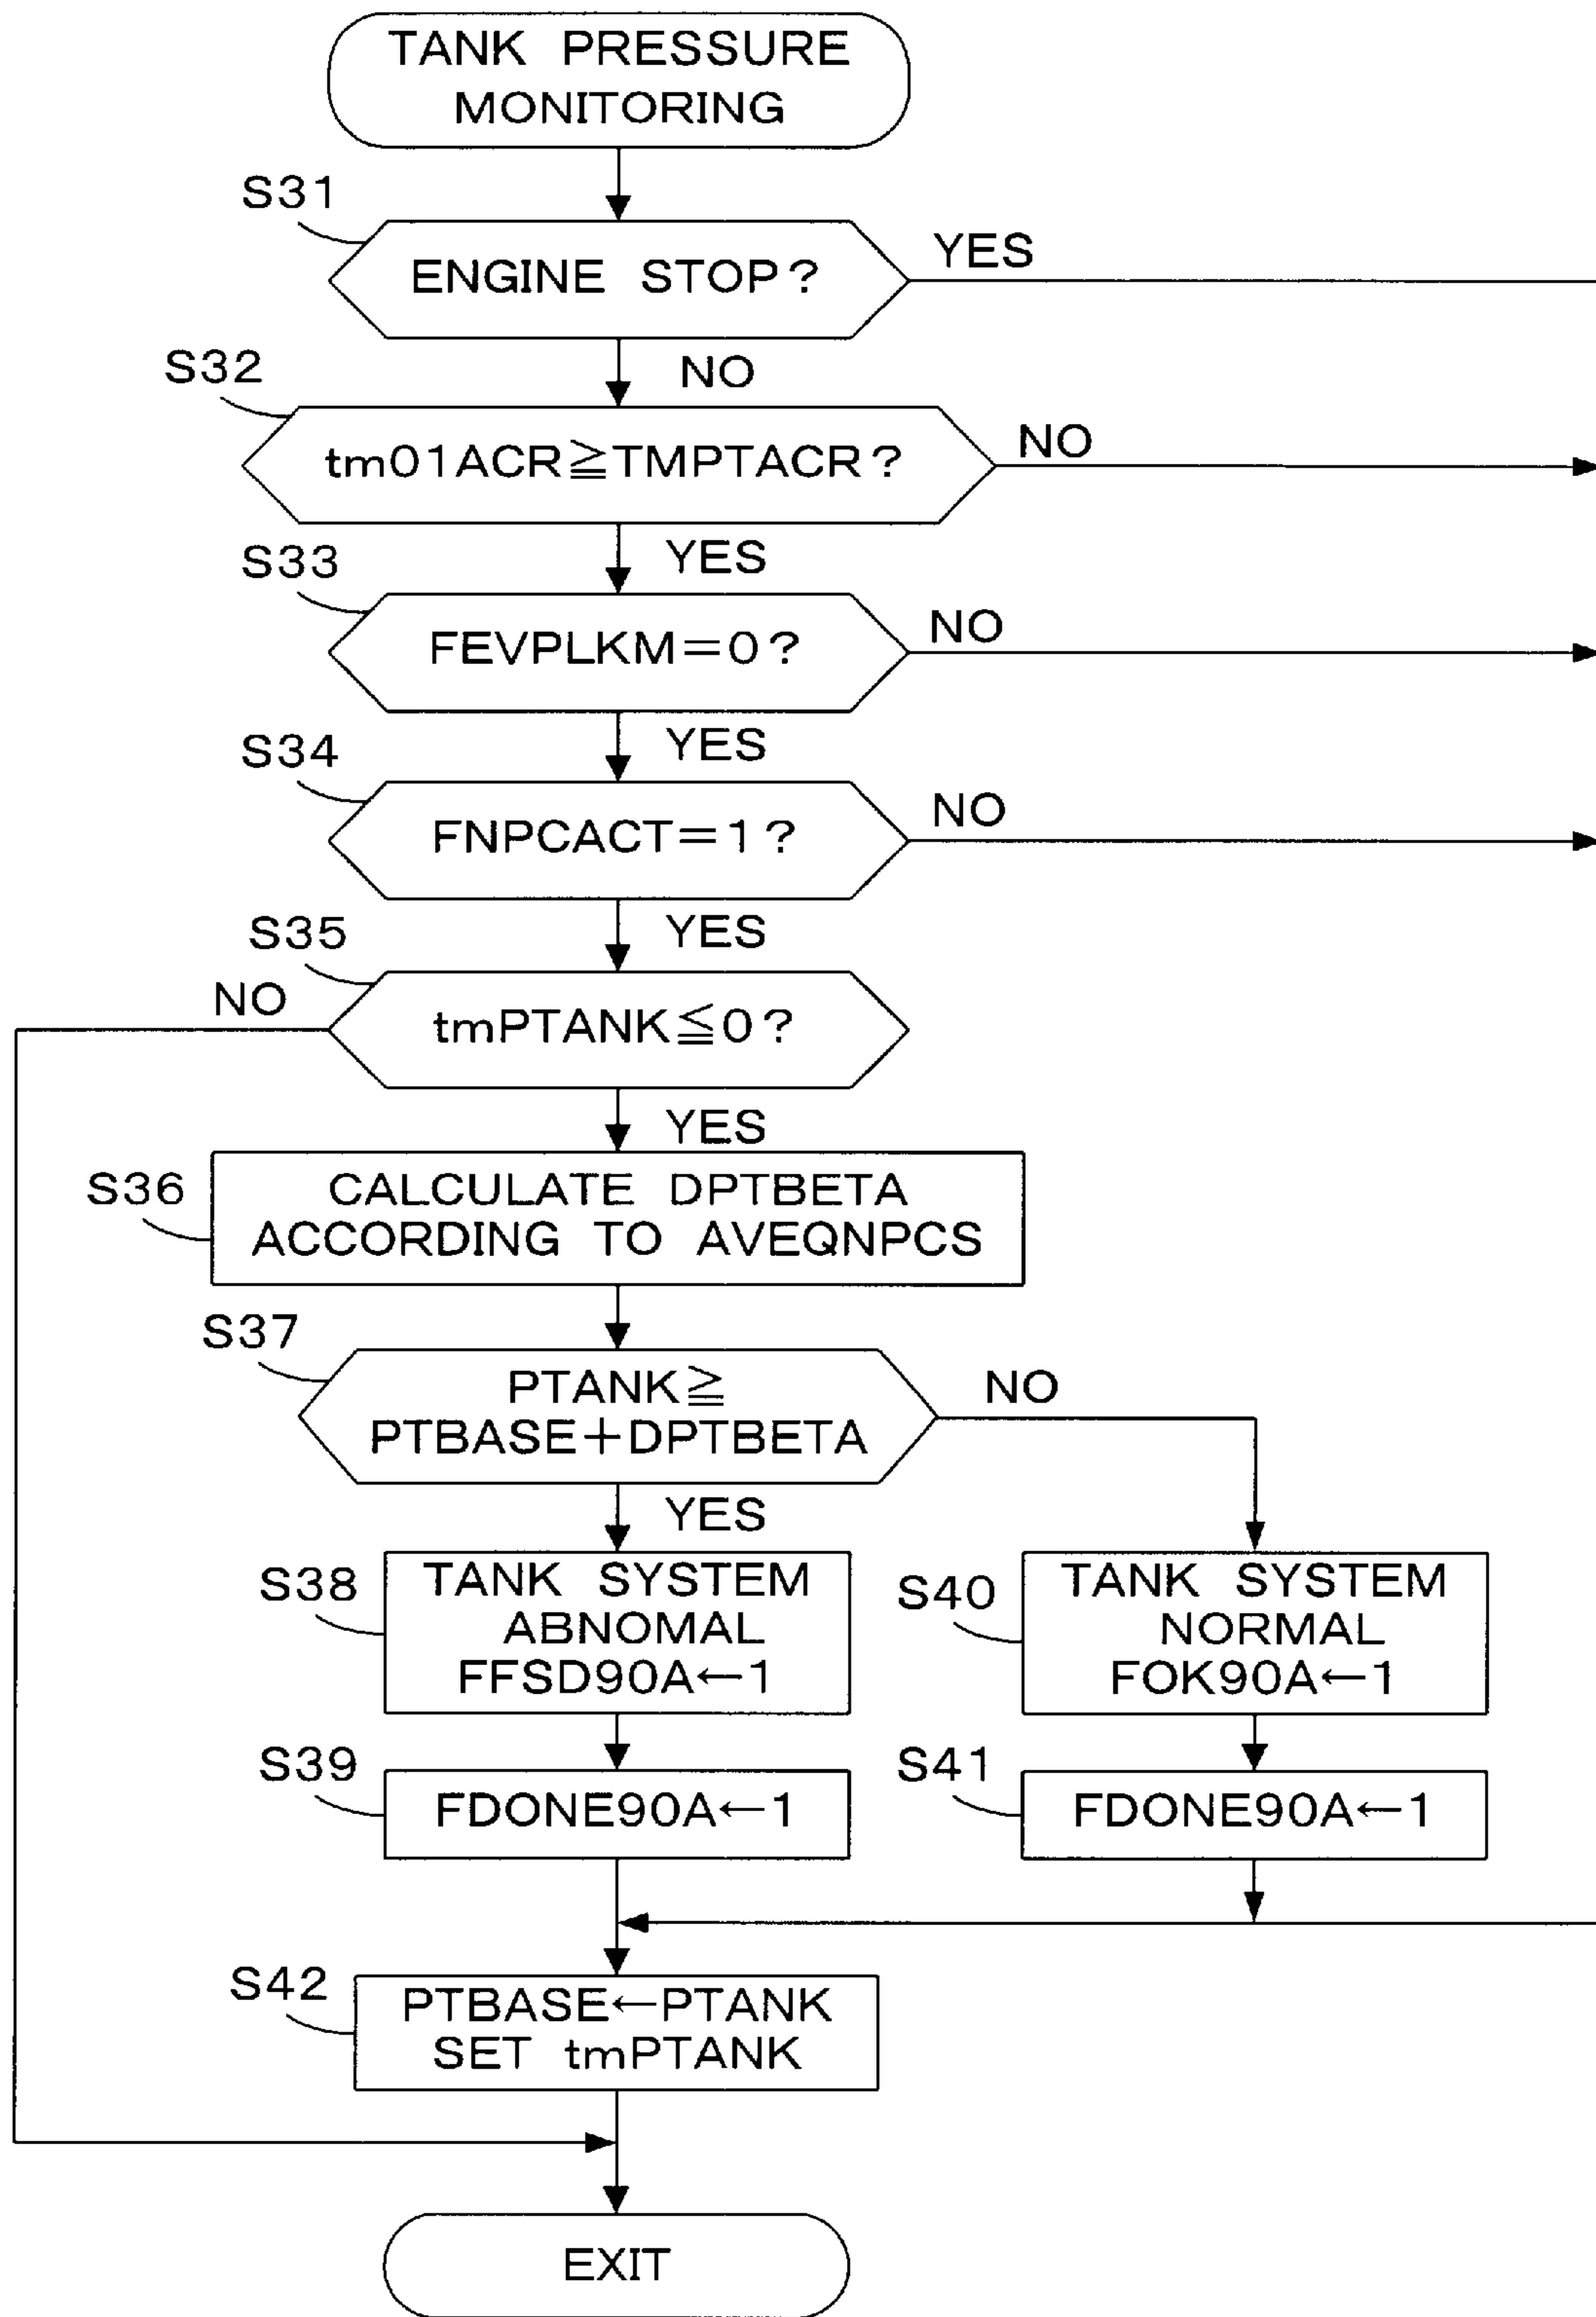 TANK PRESSURE
MONITORING
S31
ENGINE STOP?
YES
NO
S32
tm01ACR≧TMPTACR?
NO
YES
S33
FEVPLKM=0?
NO
YES
S34
FNPCACT=1?
NO
YES
S35
NO
tmPTANK≦0?
YES
S36
CALCULATE DPTBETA
ACCORDING TO AVEQNPCS
S37
PTANK≧
PTBASE+DPTBETA
NO
YES
S38
TANK SYSTEM
ABNOMAL
FFSD90A←1
S40
TANK SYSTEM
NORMAL
FOK90A←1
S39
FDONE90A←1
S41
FDONE90A←1
S42
PTBASE←PTANK
SET tmPTANK
EXIT